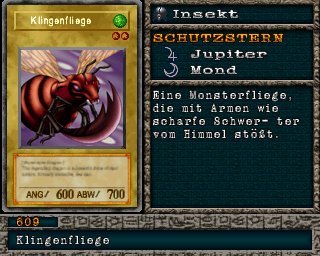 Klingenfliege
ANG/ 600 ABW/ 700
Insekt
SCHUTZSTERN
Jupiter
Mond
Eine Monsterfliege,
die mit Armen wie
scharfe Schwer- ter
vom Himmel stößt.
609
Klingenfliege